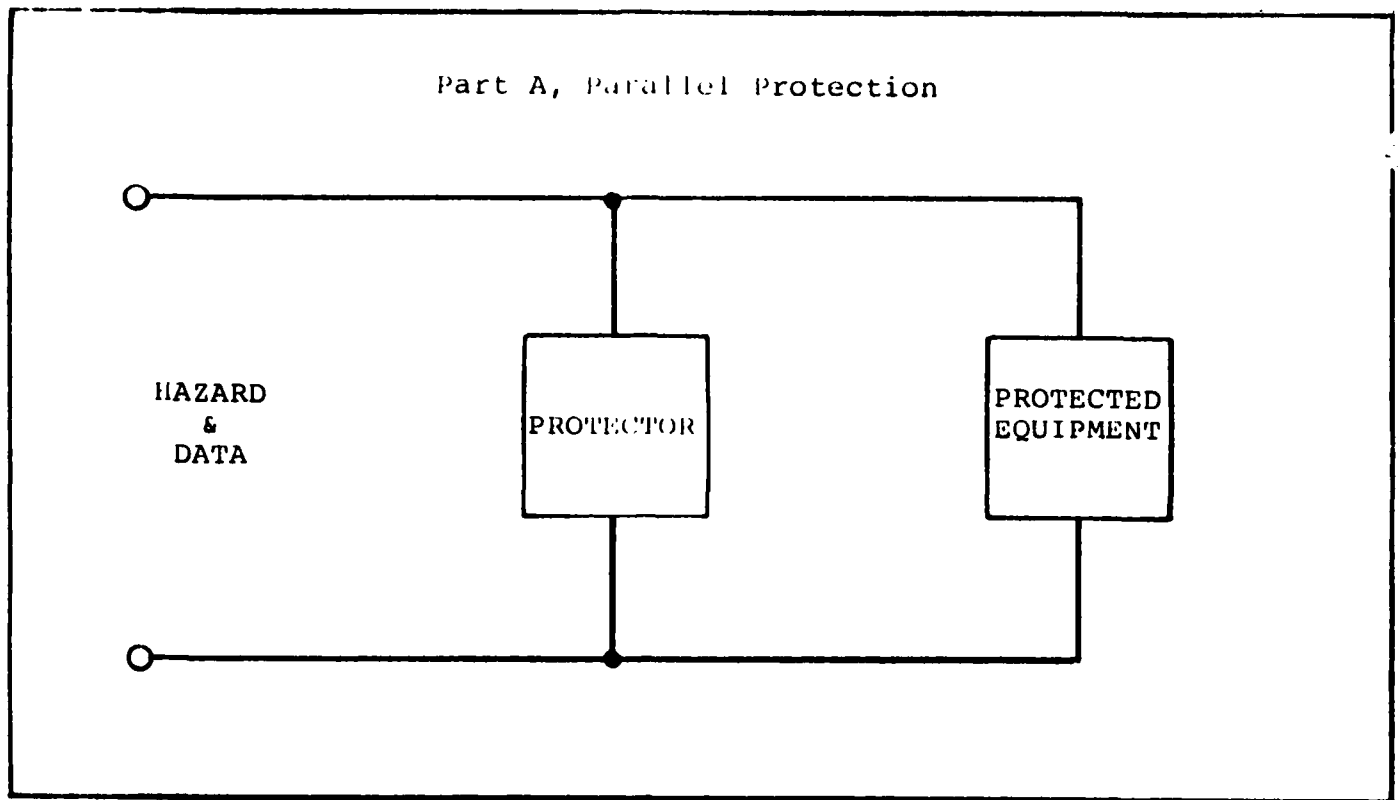 Part A, Parallel Protection
HAZARD
&
DATA
PROTECTOR
PROTECTED
EQUIPMENT